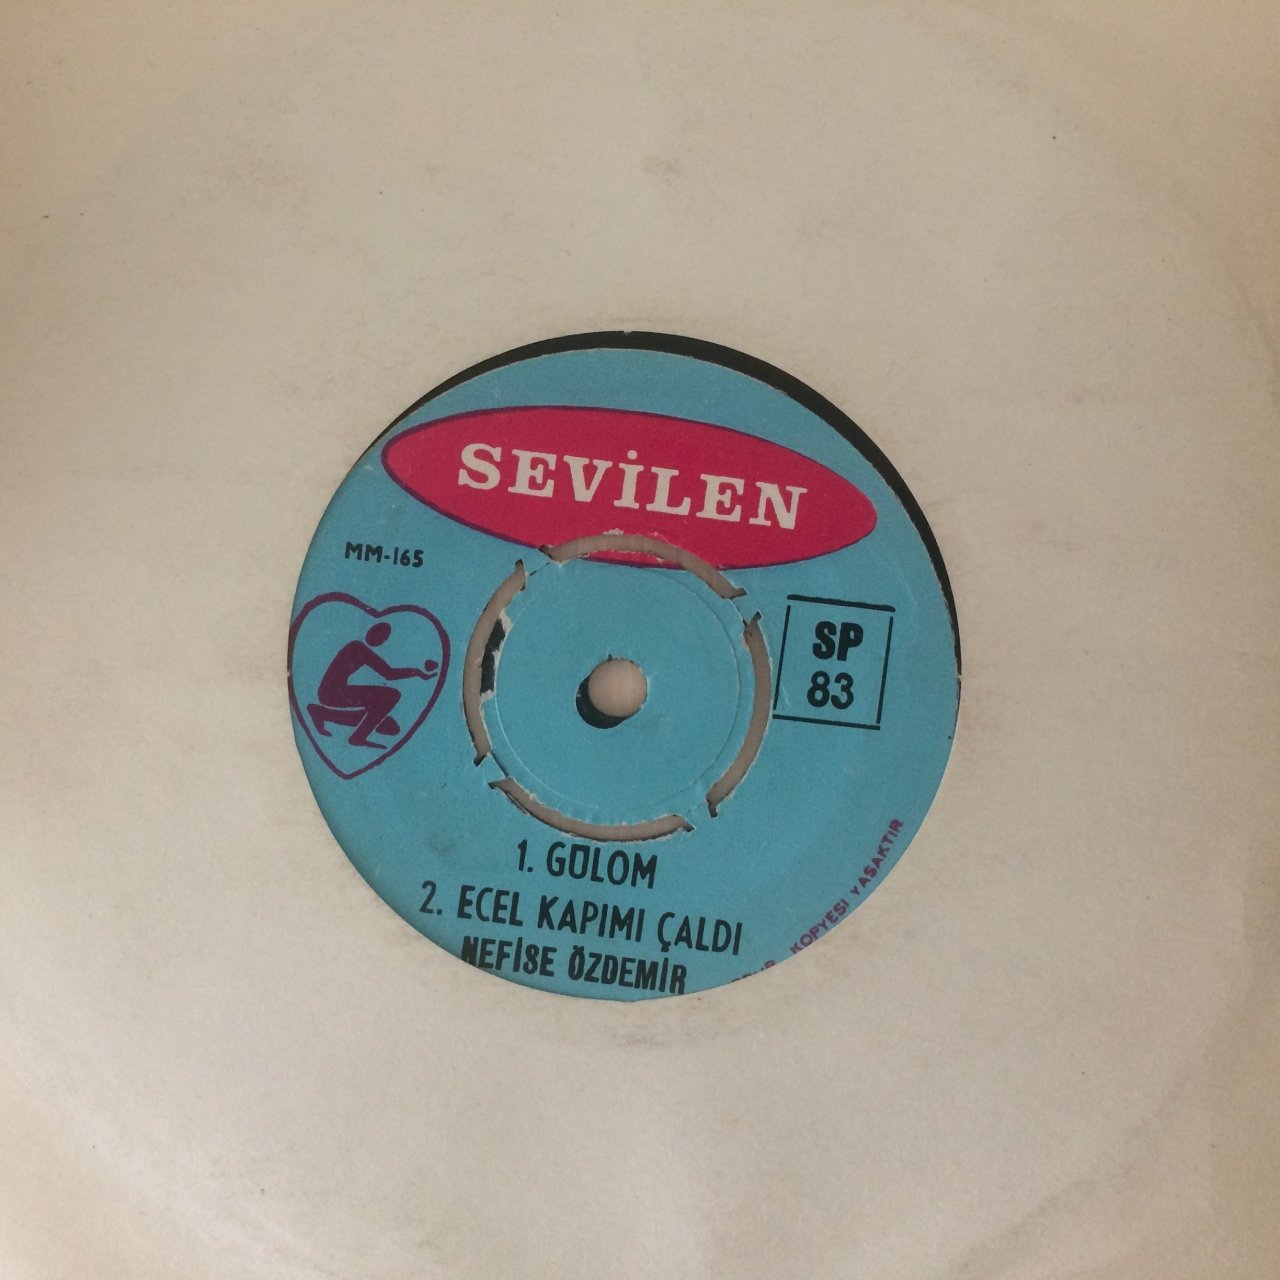 SEVİLEN
MM-165
SP
83
1. GÜLOM
2. ECEL KAPIMI ÇALDI
NEFİSE ÖZDEMİR
KOPYESİ YASAKTIR